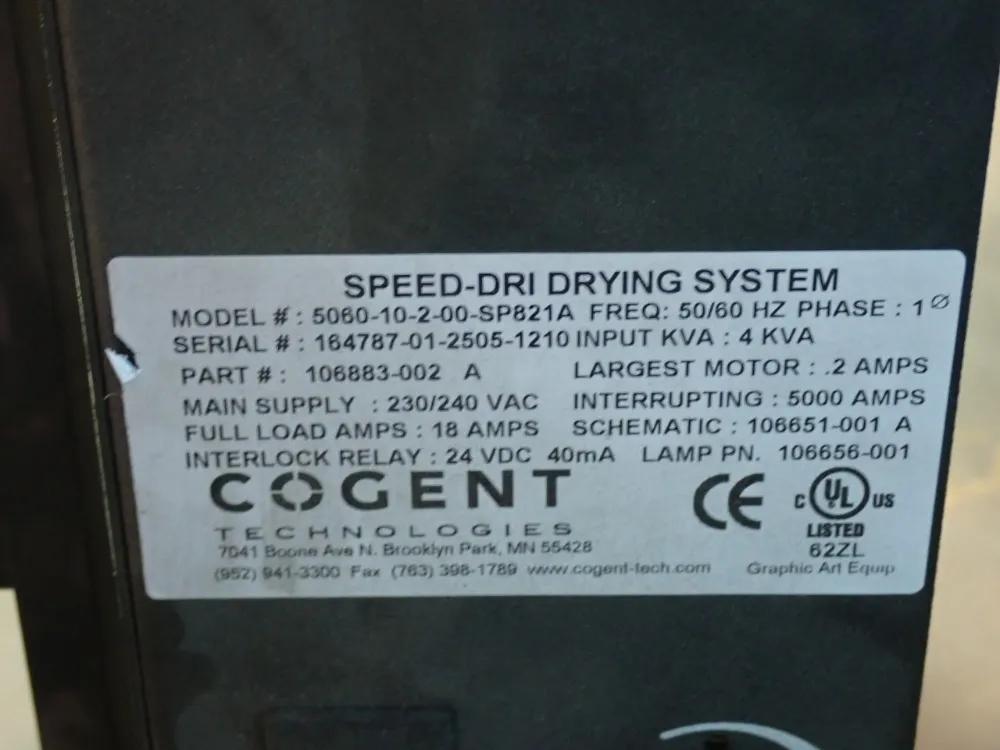 SPEED-DRI DRYING SYSTEM
MODEL # : 5060-10-2-00-SP821A FREQ: 50/60 HZ PHASE : 1 Ø
SERIAL # : 164787-01-2505-1210 INPUT KVA : 4 KVA
PART # : 106883-002 A LARGEST MOTOR : .2 AMPS
MAIN SUPPLY : 230/240 VAC INTERRUPTING : 5000 AMPS
FULL LOAD AMPS : 18 AMPS SCHEMATIC : 106651-001 A
INTERLOCK RELAY : 24 VDC 40mA LAMP PN. 106656-001
COGENT
TECHNOLOGIES
7041 Boone Ave N. Brooklyn Park, MN 55428
(952) 941-3300 Fax (763) 398-1789 www.cogent-tech.com
CE
C UL US
LISTED
62ZL
Graphic Art Equip